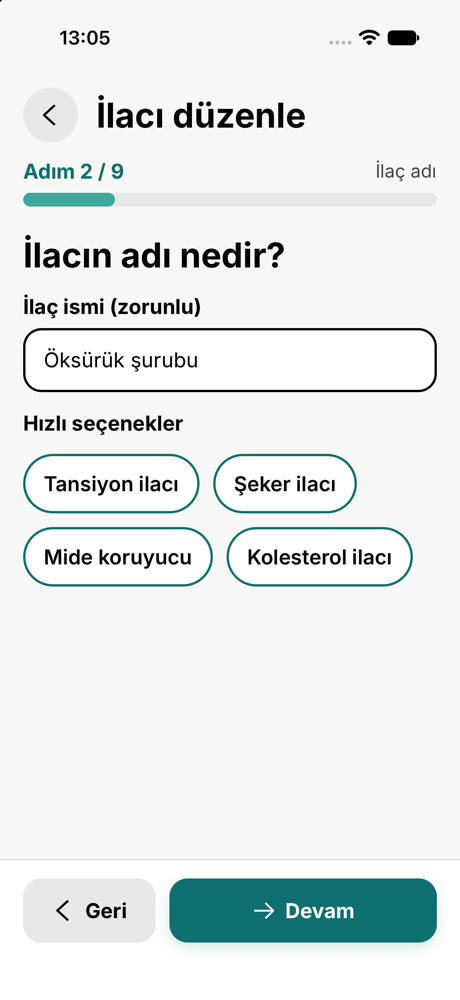 13:05
İlacı düzenle
Adım 2 / 9
İlaç adı
İlacın adı nedir?
İlaç ismi (zorunlu)
Öksürük şurubu
Hızlı seçenekler
Tansiyon ilacı
Şeker ilacı
Mide koruyucu
Kolesterol ilacı
Geri
Devam